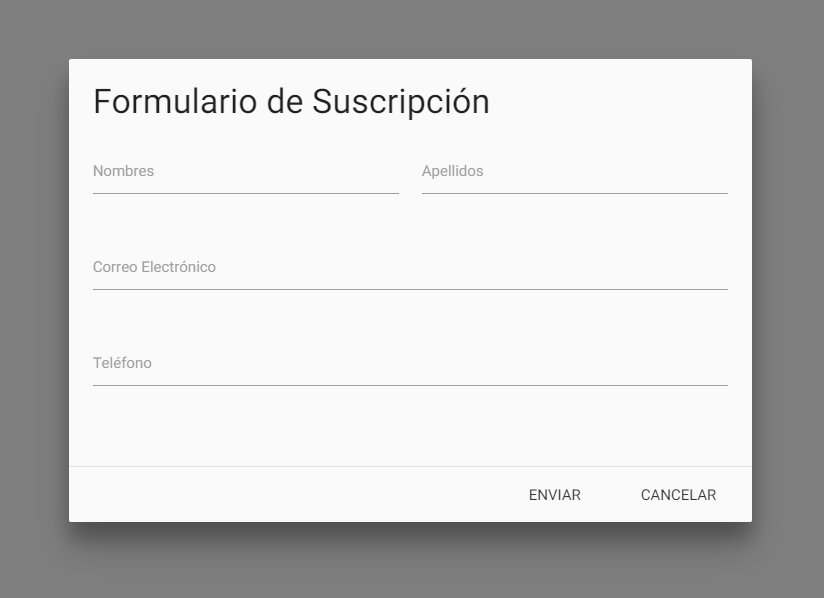 Formulario de Suscripción
Nombres Apellidos
Correo Electrónico
Teléfono
ENVIAR CANCELAR